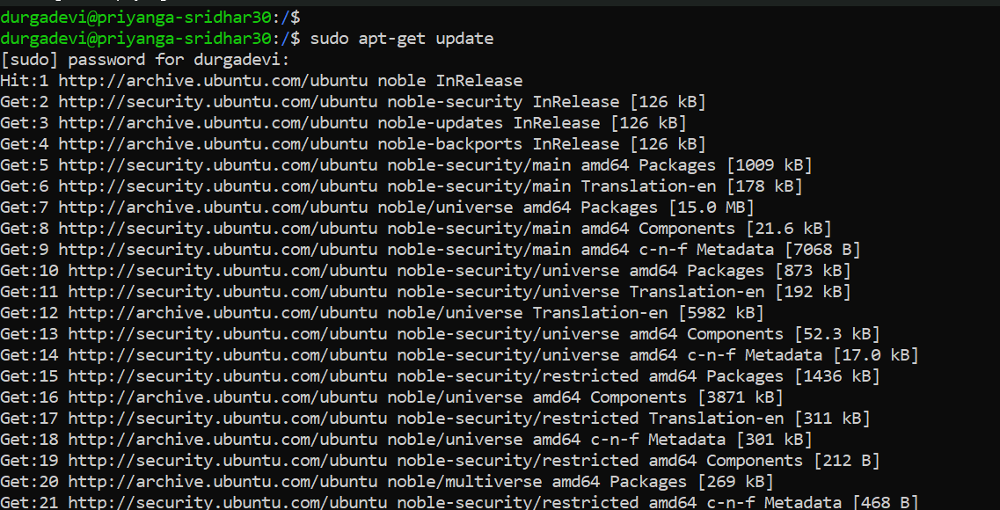 durgadevi@priyanga-sridhar30:/$
durgadevi@priyanga-sridhar30:/$ sudo apt-get update
[sudo] password for durgadevi:
Hit:1 http://archive.ubuntu.com/ubuntu noble InRelease
Get:2 http://security.ubuntu.com/ubuntu noble-security InRelease [126 kB]
Get:3 http://archive.ubuntu.com/ubuntu noble-updates InRelease [126 kB]
Get:4 http://archive.ubuntu.com/ubuntu noble-backports InRelease [126 kB]
Get:5 http://security.ubuntu.com/ubuntu noble-security/main amd64 Packages [1009 kB]
Get:6 http://security.ubuntu.com/ubuntu noble-security/main Translation-en [178 kB]
Get:7 http://archive.ubuntu.com/ubuntu noble/universe amd64 Packages [15.0 MB]
Get:8 http://security.ubuntu.com/ubuntu noble-security/main amd64 Components [21.6 kB]
Get:9 http://security.ubuntu.com/ubuntu noble-security/main amd64 c-n-f Metadata [7068 B]
Get:10 http://security.ubuntu.com/ubuntu noble-security/universe amd64 Packages [873 kB]
Get:11 http://security.ubuntu.com/ubuntu noble-security/universe Translation-en [192 kB]
Get:12 http://archive.ubuntu.com/ubuntu noble/universe Translation-en [5982 kB]
Get:13 http://security.ubuntu.com/ubuntu noble-security/universe amd64 Components [52.3 kB]
Get:14 http://security.ubuntu.com/ubuntu noble-security/universe amd64 c-n-f Metadata [17.0 kB]
Get:15 http://security.ubuntu.com/ubuntu noble-security/restricted amd64 Packages [1436 kB]
Get:16 http://archive.ubuntu.com/ubuntu noble/universe amd64 Components [3871 kB]
Get:17 http://security.ubuntu.com/ubuntu noble-security/restricted Translation-en [311 kB]
Get:18 http://archive.ubuntu.com/ubuntu noble/universe amd64 c-n-f Metadata [301 kB]
Get:19 http://security.ubuntu.com/ubuntu noble-security/restricted amd64 Components [212 B]
Get:20 http://archive.ubuntu.com/ubuntu noble/multiverse amd64 Packages [269 kB]
Get:21 http://security.ubuntu.com/ubuntu noble-security/restricted amd64 c-n-f Metadata [468 B]